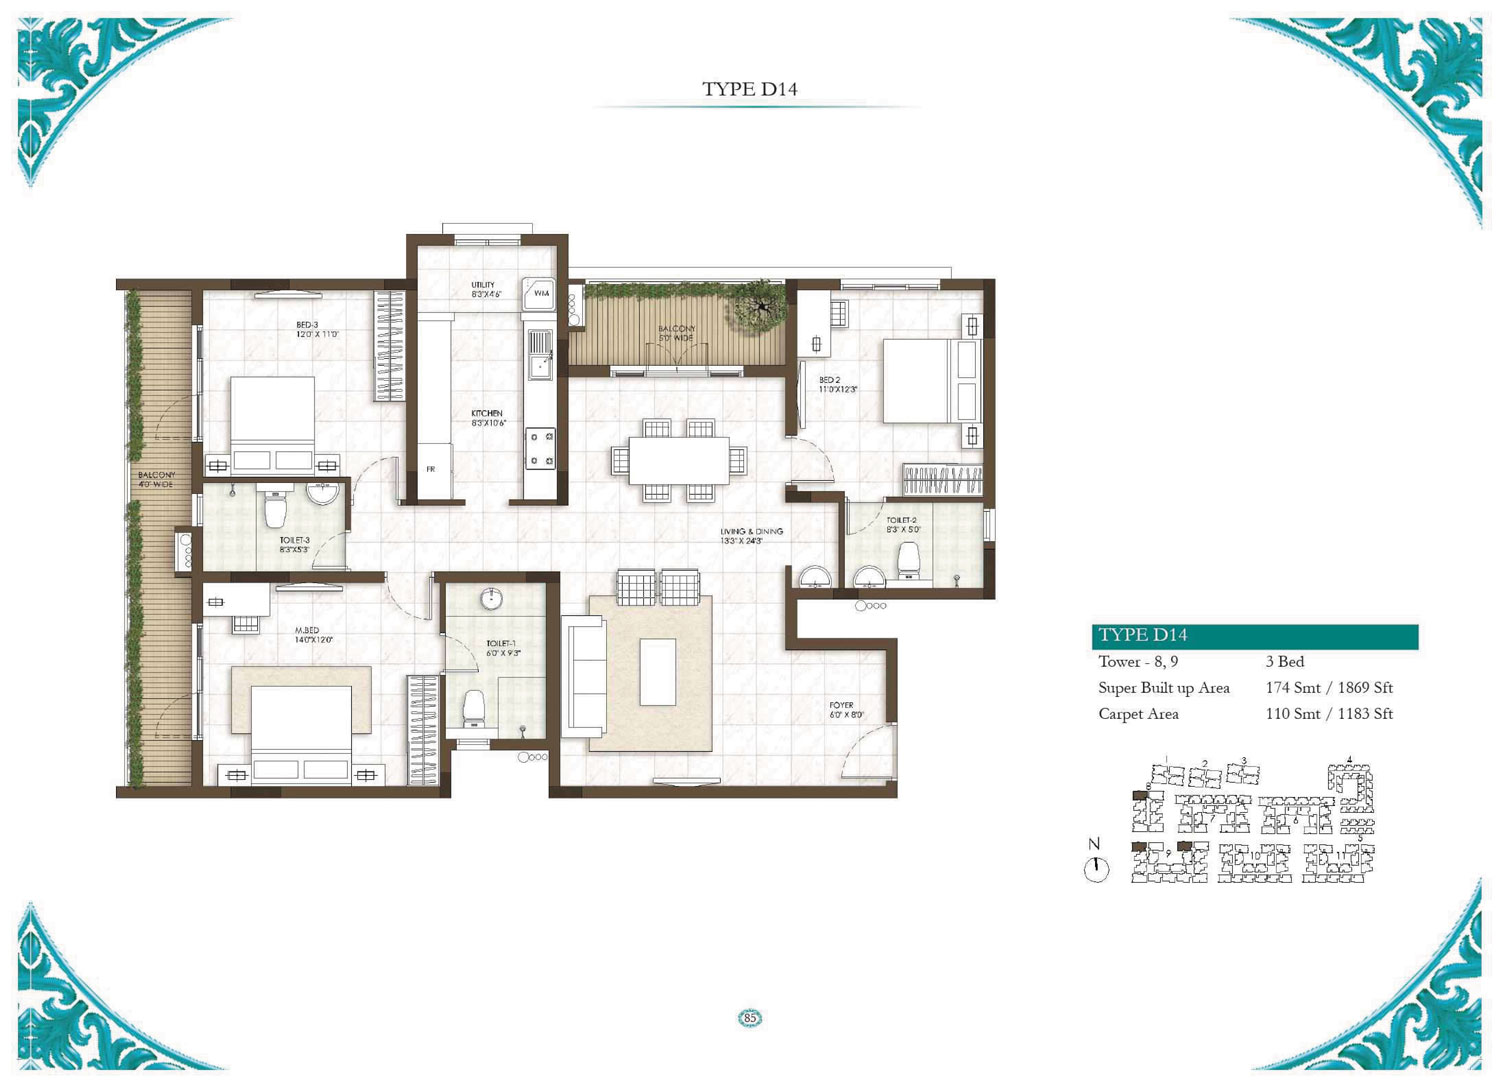 TYPE D14
UTILITY
8'3"X4'6"
WM
BED-3
12'0" X 11'0"
BALCONY
5'0" WIDE
BED 2
11'0"X12'3"
KITCHEN
8'3"X10'6"
FR
BALCONY
4'0" WIDE
TOILET-3
8'3"X5'3"
LIVING & DINING
13'3" X 24'3"
TOILET-2
8'3" X 5'0"
M.BED
14'0"X12'0"
TOILET-1
6'0" X 9'3"
FOYER
6'0" X 8'0"
TYPE D14
Tower - 8, 9 3 Bed
Super Built up Area 174 Smt / 1869 Sft
Carpet Area 110 Smt / 1183 Sft
1 2 3 4
8
7 6
5
N
9 10 11
85